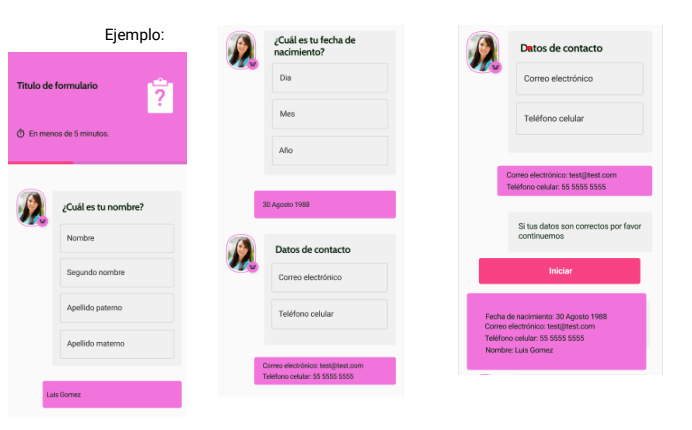 Ejemplo:
Titulo de formulario
?
En menos de 5 minutos.
¿Cuál es tu nombre?
Nombre
Segundo nombre
Apellido paterno
Apellido materno
Luis Gomez
¿Cuál es tu fecha de
nacimiento?
Dia
Mes
Año
30 Agosto 1988
Datos de contacto
Correo electrónico
Teléfono celular
Correo electrónico: test@test.com
Teléfono celular: 55 5555 5555
Datos de contacto
Correo electrónico
Teléfono celular
Correo electrónico: test@test.com
Teléfono celular: 55 5555 5555
Si tus datos son correctos por favor
continuemos
Iniciar
Fecha de nacimiento: 30 Agosto 1988
Correo electrónico: test@test.com
Teléfono celular: 55 5555 5555
Nombre: Luis Gomez